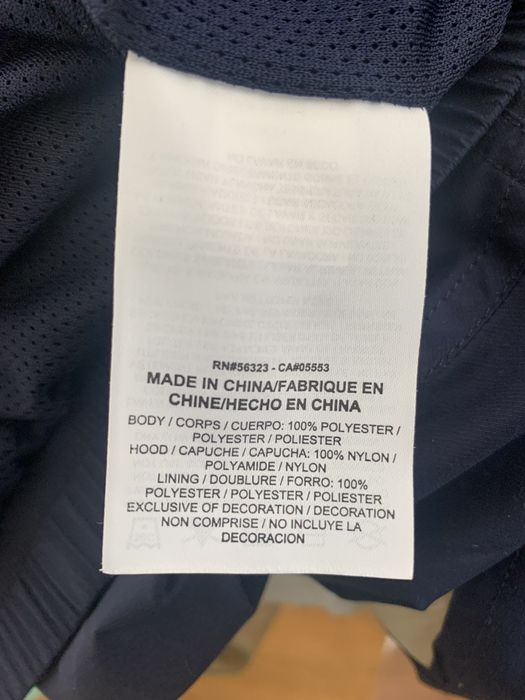 RN#56323 - CA#05553
MADE IN CHINA/FABRIQUE EN
CHINE/HECHO EN CHINA
BODY / CORPS / CUERPO: 100% POLYESTER /
POLYESTER / POLIESTER
HOOD / CAPUCHE / CAPUCHA: 100% NYLON /
POLYAMIDE / NYLON
LINING / DOUBLURE / FORRO: 100%
POLYESTER / POLYESTER / POLIESTER
EXCLUSIVE OF DECORATION / DECORATION
NON COMPRISE / NO INCLUYE LA
DECORACION